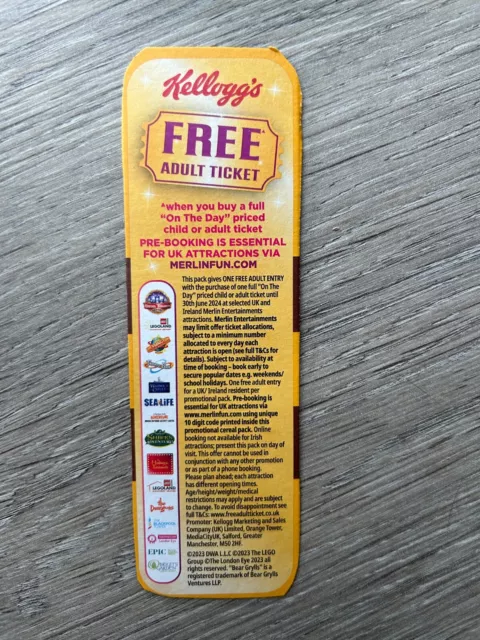 Kellogg's
FREE^
ADULT TICKET
^when you buy a full
"On The Day" priced
child or adult ticket
PRE-BOOKING IS ESSENTIAL
FOR UK ATTRACTIONS VIA
MERLINFUN.COM
This pack gives ONE FREE ADULT ENTRY
with the purchase of one full "On The
Day" priced child or adult ticket until
30th June 2024 at selected UK and
Ireland Merlin Entertainments
attractions. Merlin Entertainments
may limit offer ticket allocations,
subject to a minimum number
allocated to every day each
attraction is open (see full T&Cs for
details). Subject to availability at
time of booking – book early to
secure popular dates e.g. weekends/
school holidays. One free adult entry
for a UK/ Ireland resident per
promotional pack. Pre-booking is
essential for UK attractions via
www.merlinfun.com using unique
10 digit code printed inside this
promotional cereal pack. Online
booking not available for Irish
attractions; present this pack on day of
visit. This offer cannot be used in
conjunction with any other promotion
or as part of a phone booking.
Please plan ahead; each attraction
has different opening times.
Age/height/weight/medical
restrictions may apply and are subject
to change. To avoid disappointment see
full T&Cs: www.freeadultticket.co.uk
Promoter: Kellogg Marketing and Sales
Company (UK) Limited, Orange Tower,
MediaCityUK, Salford, Greater
Manchester, M50 2HF.
©2023 DWA L.L.C ©2023 The LEGO
Group ©The London Eye 2023 all
rights reserved. "Bear Grylls" is a
registered trademark of Bear Grylls
Ventures LLP.
LEGOLAND
SEA LIFE
LEGOLAND
EPIC